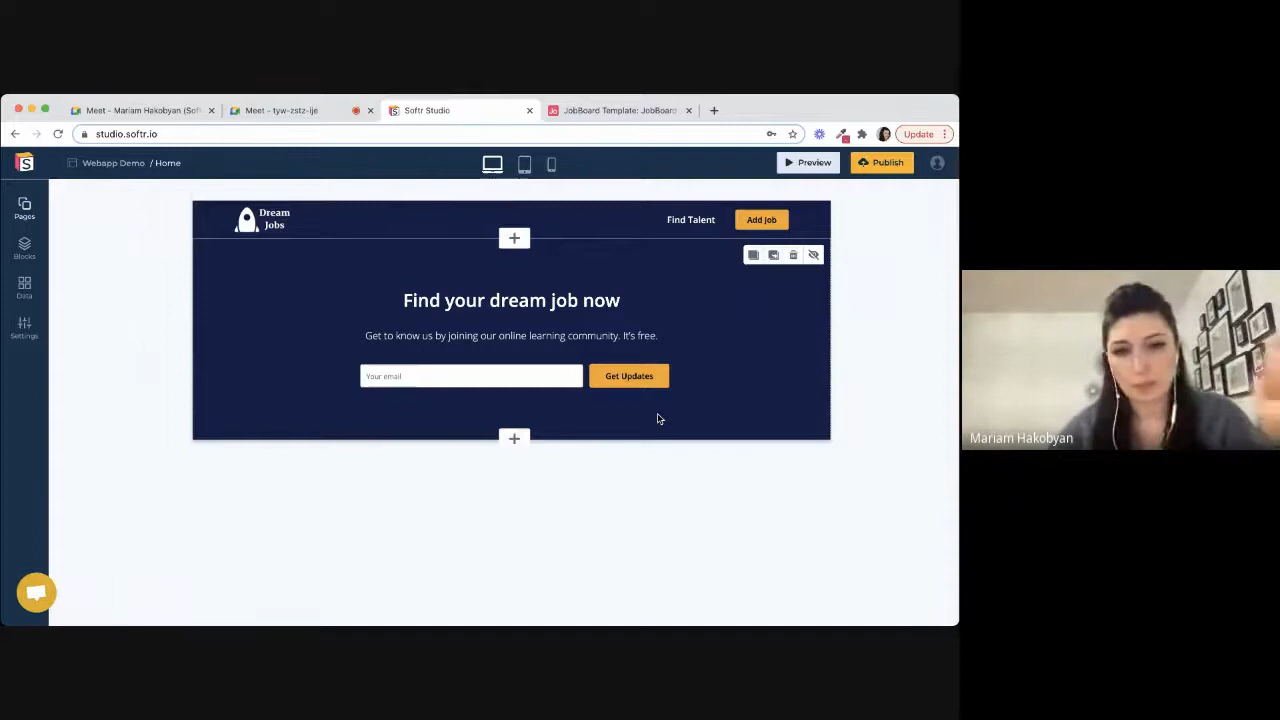 Meet - Mariam Hakobyan (Sof
Meet - tyw-zstz-ije
Softr Studio
JobBoard Template: JobBoard
studio.softr.io
Update
S
Webapp Demo / Home
Preview
Publish
Pages
Blocks
Data
Settings
Dream
Jobs
Find Talent
Add Job
Find your dream job now
Get to know us by joining our online learning community. It's free.
Your email
Get Updates
Mariam Hakobyan